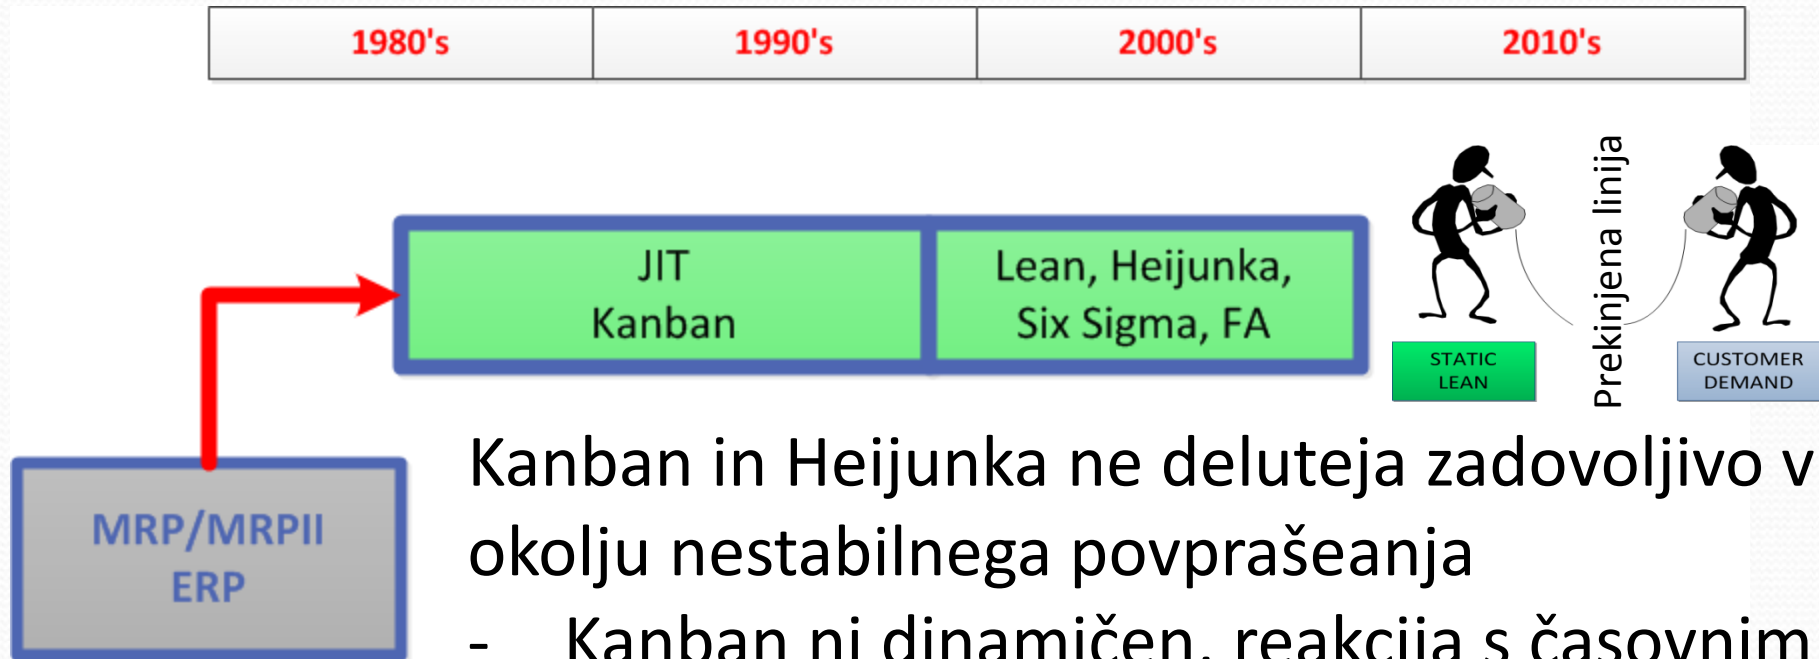 1980's
1990's
2000's
2010's
JIT
Kanban
Lean, Heijunka,
Six Sigma, FA
Prekinjena linija
STATIC
LEAN
CUSTOMER
DEMAND
MRP/MRPII
ERP
Kanban in Heijunka ne deluteja zadovoljivo v
okolju nestabilnega povprašeanja
- Kanban ni dinamičen, reakcija s časovnim